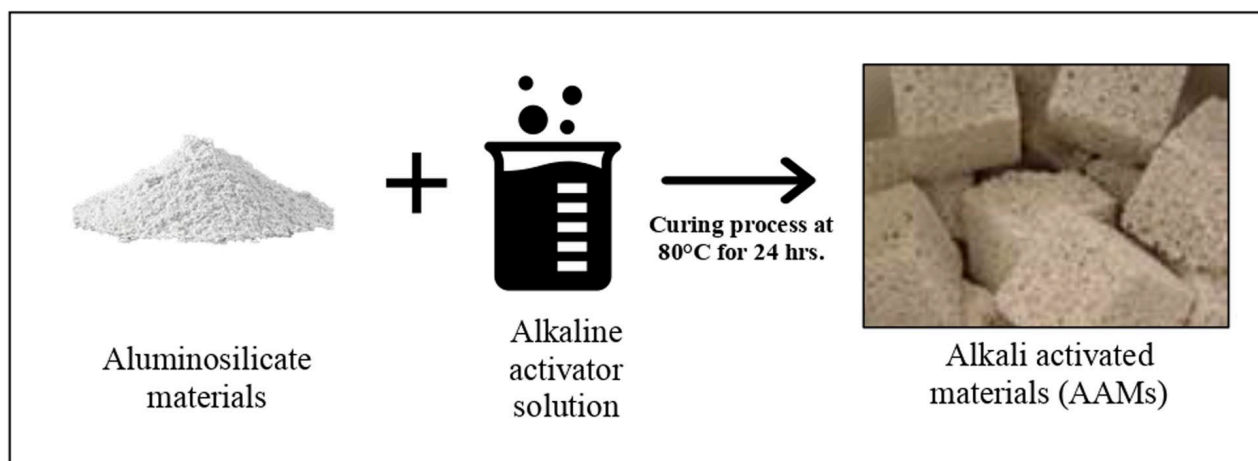 Aluminosilicate
materials
+
Alkaline
activator
solution
Curing process at
80°C for 24 hrs.
Alkali activated
materials (AAMs)